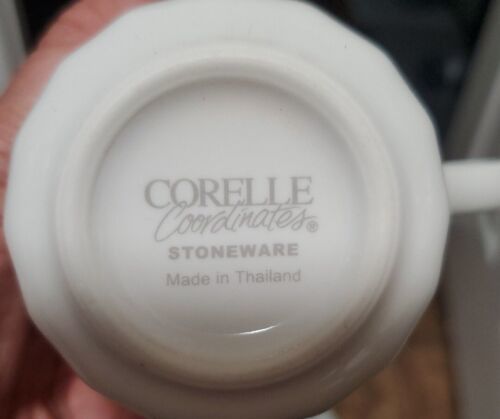 CORELLE
Coordinates®
STONEWARE
Made in Thailand